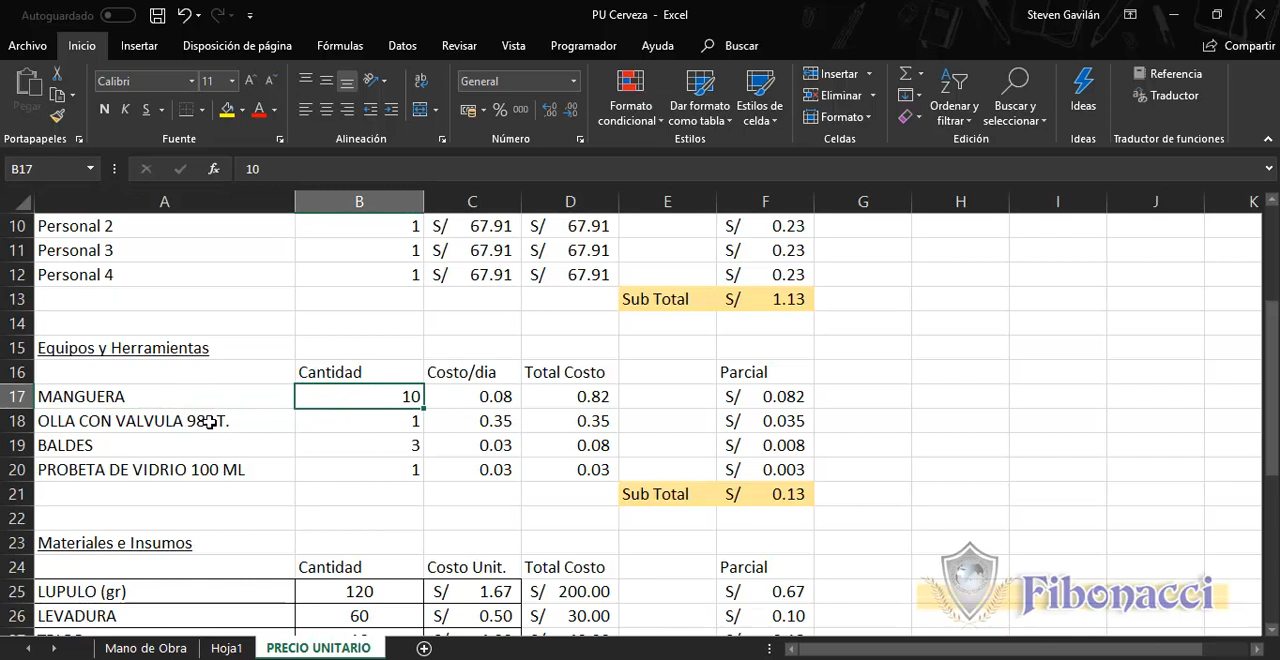 Autoguardado
PU Cerveza - Excel
Steven Gavilán
Archivo Inicio Insertar Disposición de página Fórmulas Datos Revisar Vista Programador Ayuda Buscar Compartir
Pegar
Calibri 11
N K S
General
% 000
Formato condicional
Dar formato como tabla
Estilos de celda
Insertar
Eliminar
Formato
Ordenar y filtrar
Buscar y seleccionar
Ideas
Referencia
Traductor
Portapapeles Fuente Alineación Número Estilos Celdas Edición Ideas Traductor de funciones
B17 fx 10
A B C D E F G H I J K
10 Personal 2 1 S/ 67.91 S/ 67.91 S/ 0.23
11 Personal 3 1 S/ 67.91 S/ 67.91 S/ 0.23
12 Personal 4 1 S/ 67.91 S/ 67.91 S/ 0.23
13 Sub Total S/ 1.13
14
15 Equipos y Herramientas
16 Cantidad Costo/dia Total Costo Parcial
17 MANGUERA 10 0.08 0.82 S/ 0.082
18 OLLA CON VALVULA 98 T. 1 0.35 0.35 S/ 0.035
19 BALDES 3 0.03 0.08 S/ 0.008
20 PROBETA DE VIDRIO 100 ML 1 0.03 0.03 S/ 0.003
21 Sub Total S/ 0.13
22
23 Materiales e Insumos
24 Cantidad Costo Unit. Total Costo Parcial
25 LUPULO (gr) 120 S/ 1.67 S/ 200.00 S/ 0.67
26 LEVADURA 60 S/ 0.50 S/ 30.00 S/ 0.10
Fibonacci
Mano de Obra Hoja1 PRECIO UNITARIO